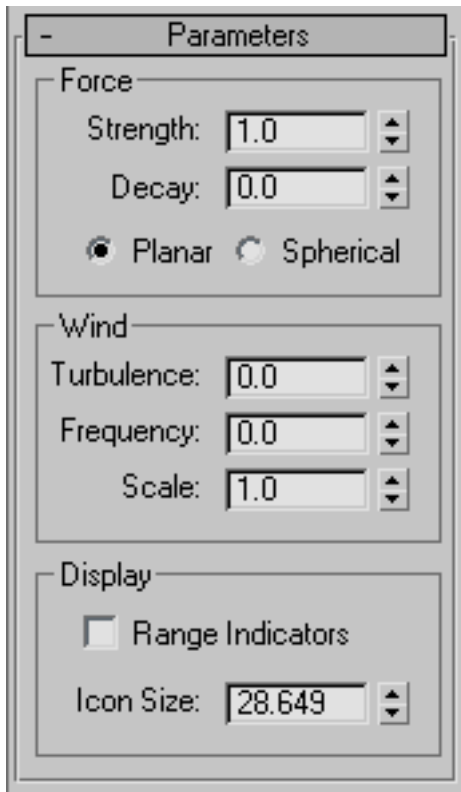 - Parameters
Force
Strength: 1.0
Decay: 0.0
Planar Spherical
Wind
Turbulence: 0.0
Frequency: 0.0
Scale: 1.0
Display
Range Indicators
Icon Size: 28.649